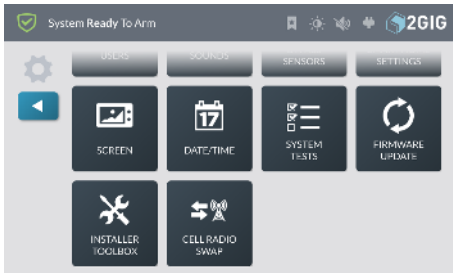 System Ready To Arm
2GIG
USERS
SOUNDS
SENSORS
SETTINGS
SCREEN
17
DATE/TIME
SYSTEM
TESTS
FIRMWARE
UPDATE
INSTALLER
TOOLBOX
CELL RADIO
SWAP